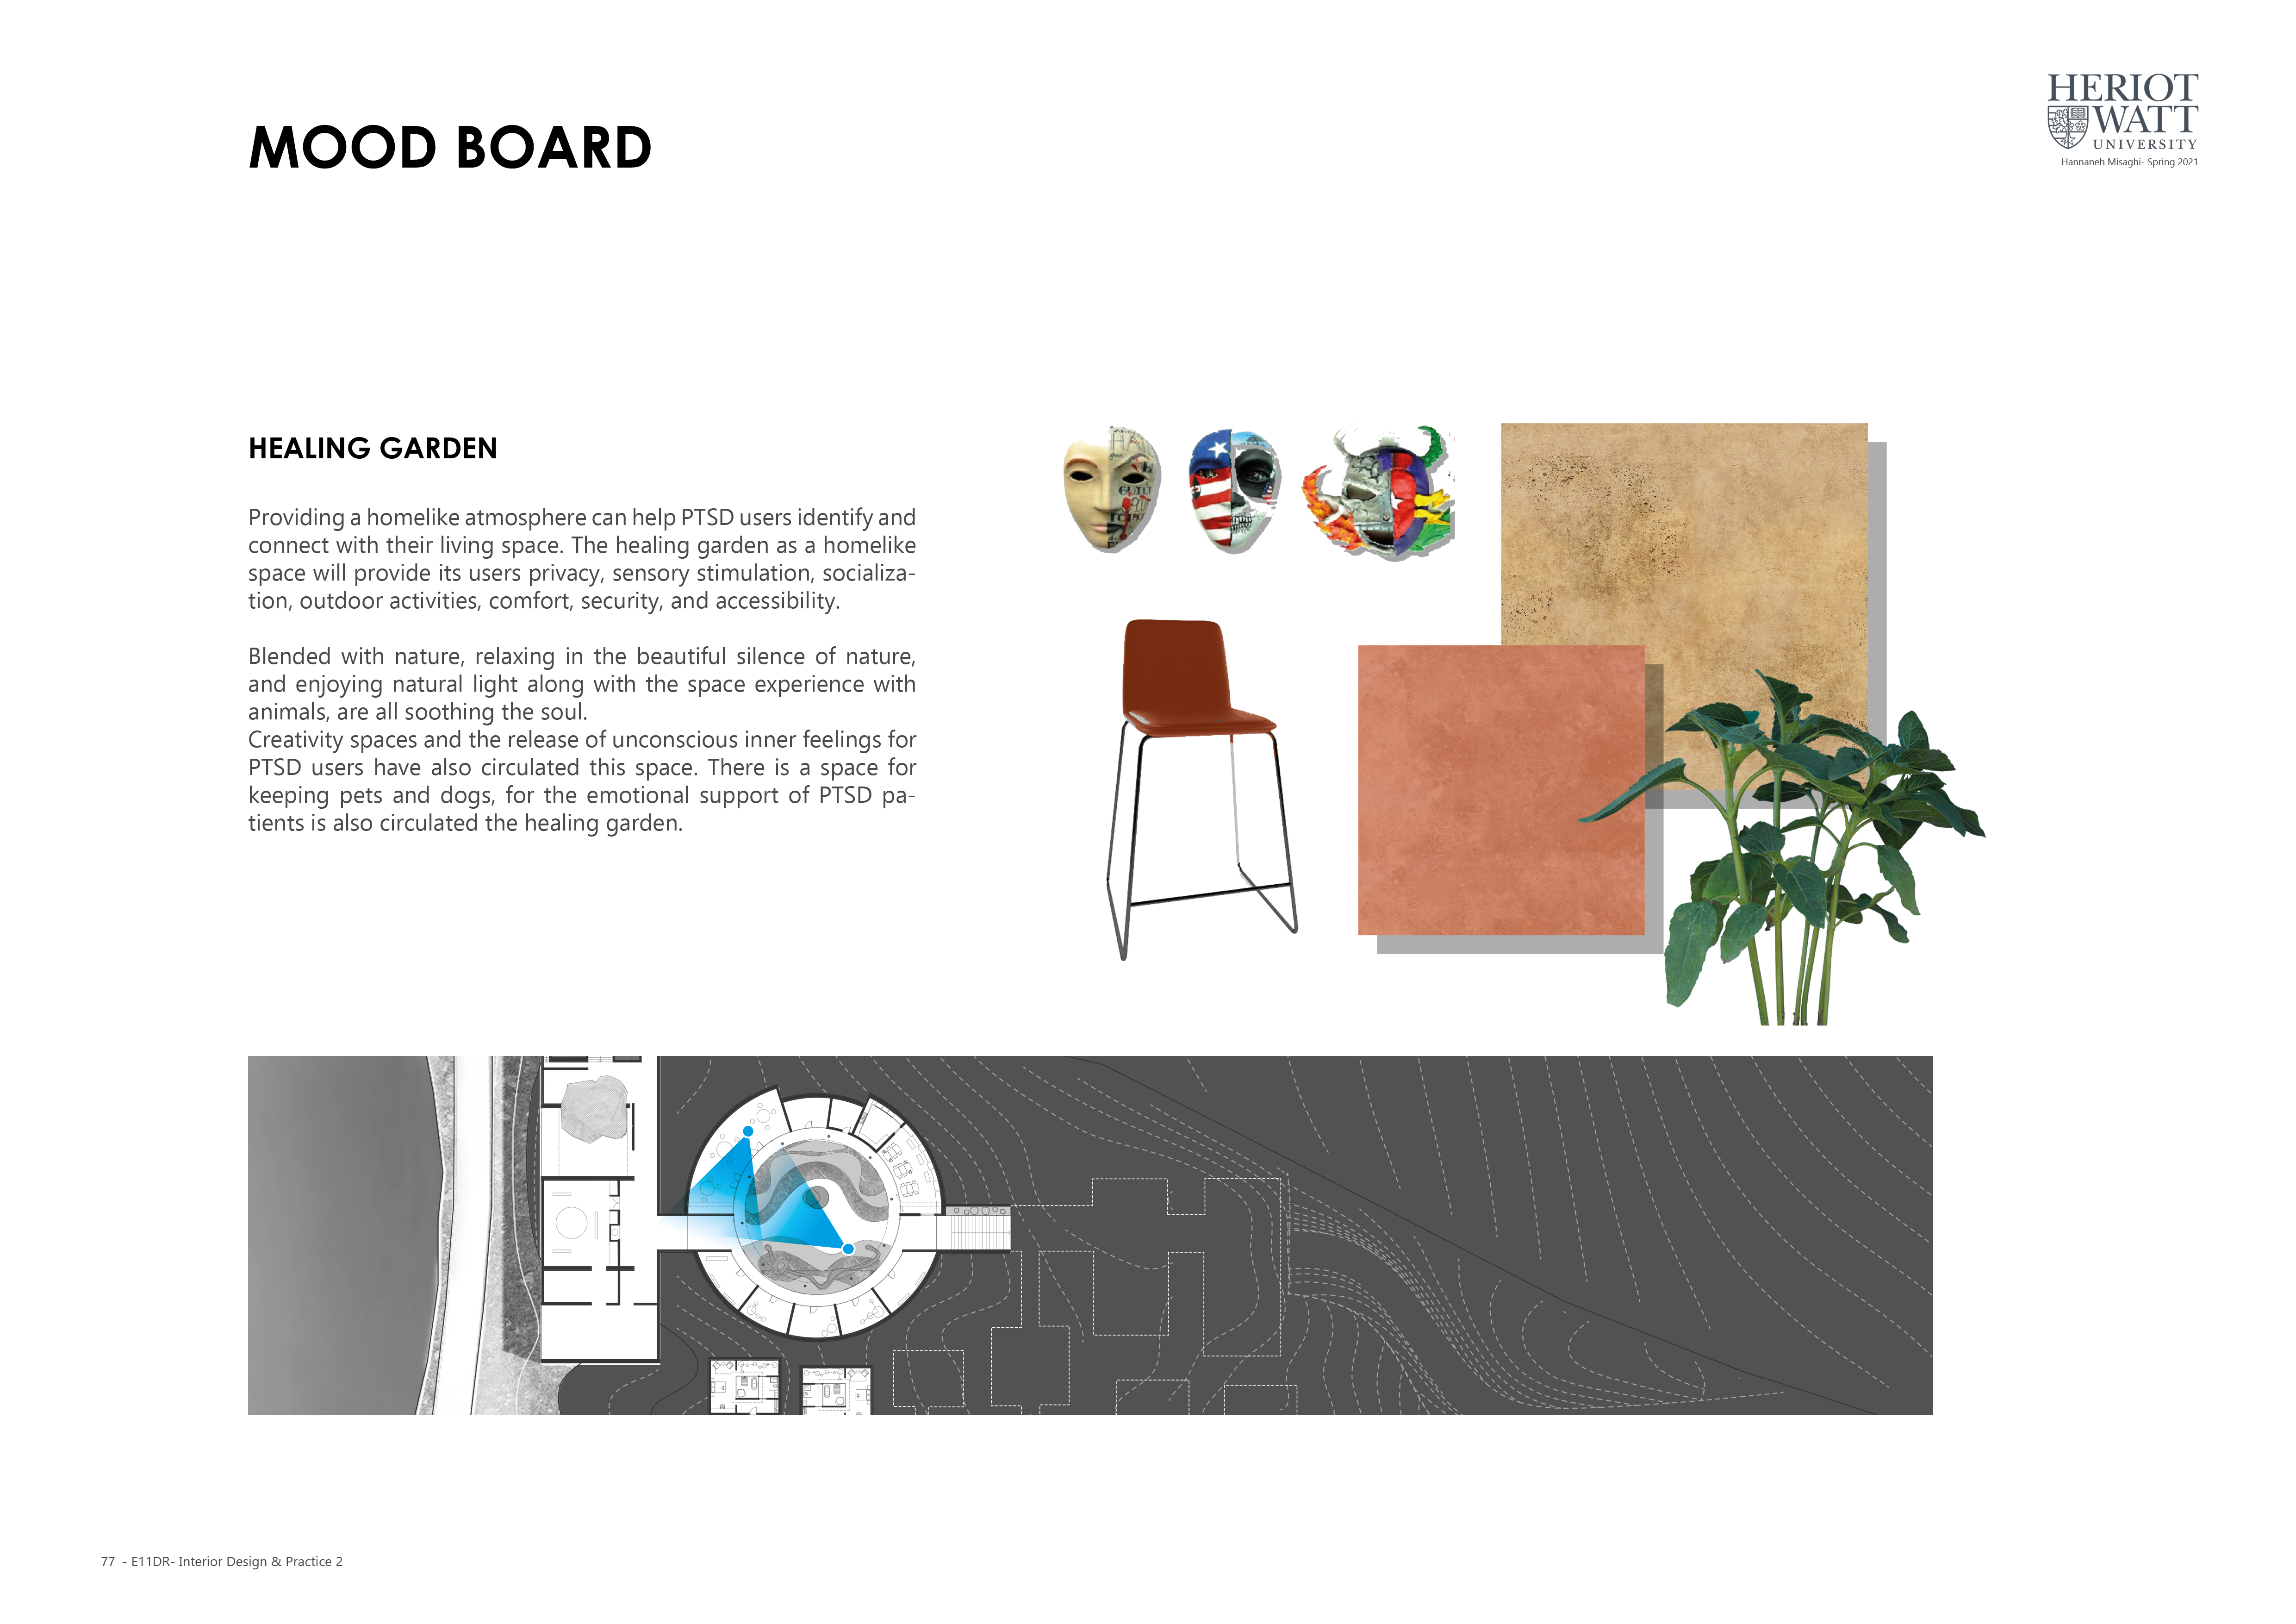 MOOD BOARD
HERIOT
WATT
UNIVERSITY
Hannaneh Misaghi- Spring 2021
HEALING GARDEN
Providing a homelike atmosphere can help PTSD users identify and
connect with their living space. The healing garden as a homelike
space will provide its users privacy, sensory stimulation, socializa-
tion, outdoor activities, comfort, security, and accessibility.
Blended with nature, relaxing in the beautiful silence of nature,
and enjoying natural light along with the space experience with
animals, are all soothing the soul.
Creativity spaces and the release of unconscious inner feelings for
PTSD users have also circulated this space. There is a space for
keeping pets and dogs, for the emotional support of PTSD pa-
tients is also circulated the healing garden.
GUILT
77 - E11DR- Interior Design & Practice 2